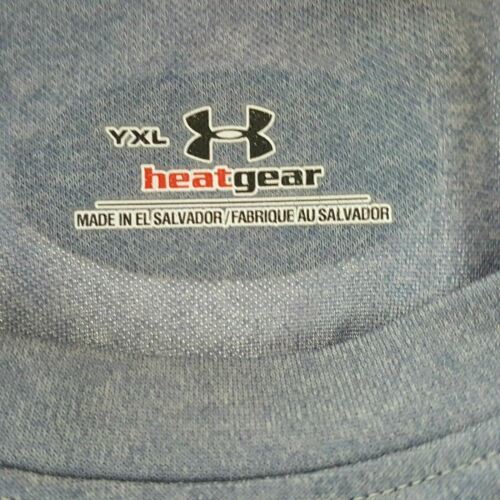 YXL
heatgear
MADE IN EL SALVADOR/FABRIQUE AU SALVADOR